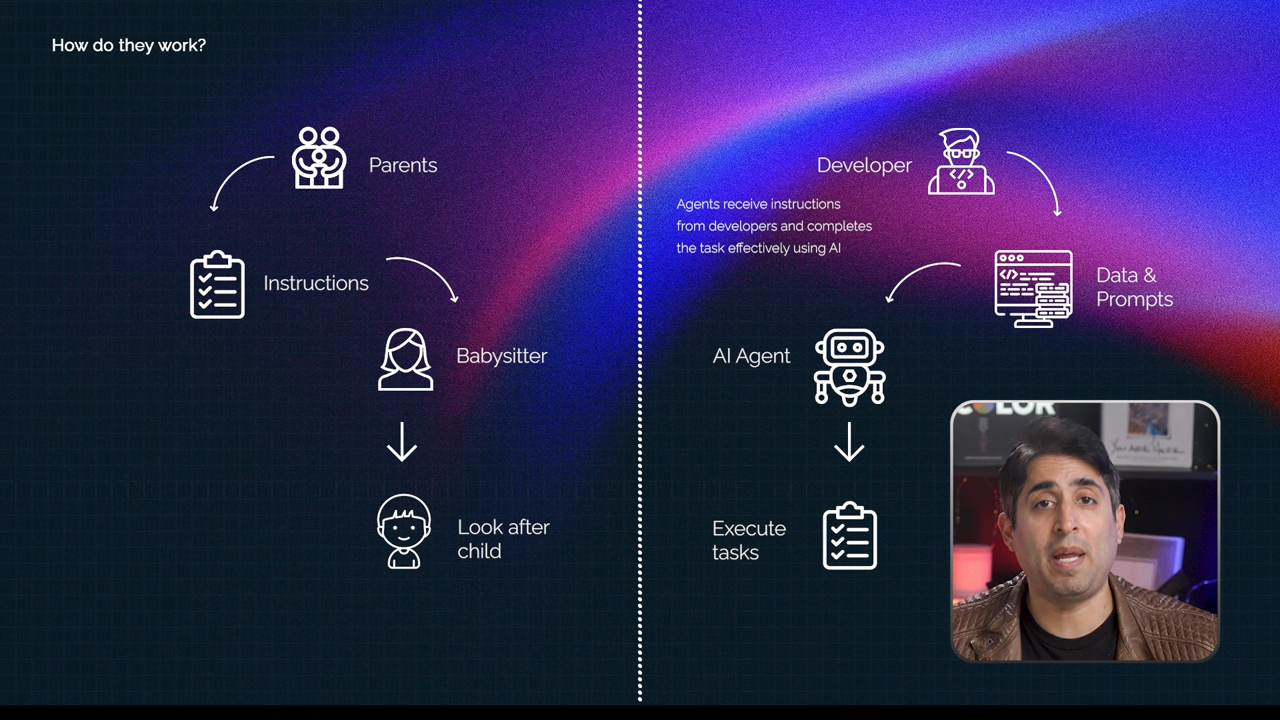 How do they work?
Parents
Instructions
Babysitter
Look after
child
Developer
Agents receive instructions
from developers and completes
the task effectively using AI
Data &
Prompts
AI Agent
Execute
tasks